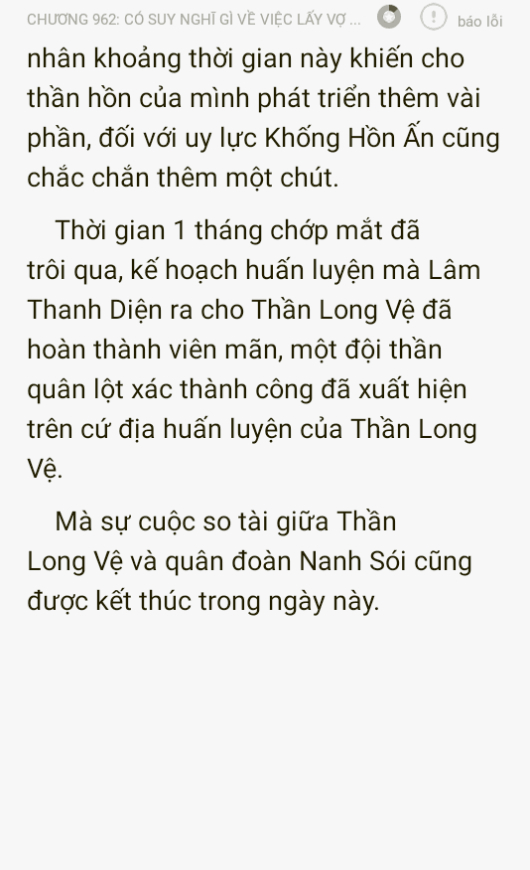 CHƯƠNG 962: CÓ SUY NGHĨ GÌ VỀ VIỆC LẤY VỢ ...
báo lỗi
nhân khoảng thời gian này khiến cho
thần hồn của mình phát triển thêm vài
phần, đối với uy lực Khống Hồn Ấn cũng
chắc chắn thêm một chút.
Thời gian 1 tháng chớp mắt đã
trôi qua, kế hoạch huấn luyện mà Lâm
Thanh Diện ra cho Thần Long Vệ đã
hoàn thành viên mãn, một đội thần
quân lột xác thành công đã xuất hiện
trên cứ địa huấn luyện của Thần Long
Vệ.
Mà sự cuộc so tài giữa Thần
Long Vệ và quân đoàn Nanh Sói cũng
được kết thúc trong ngày này.